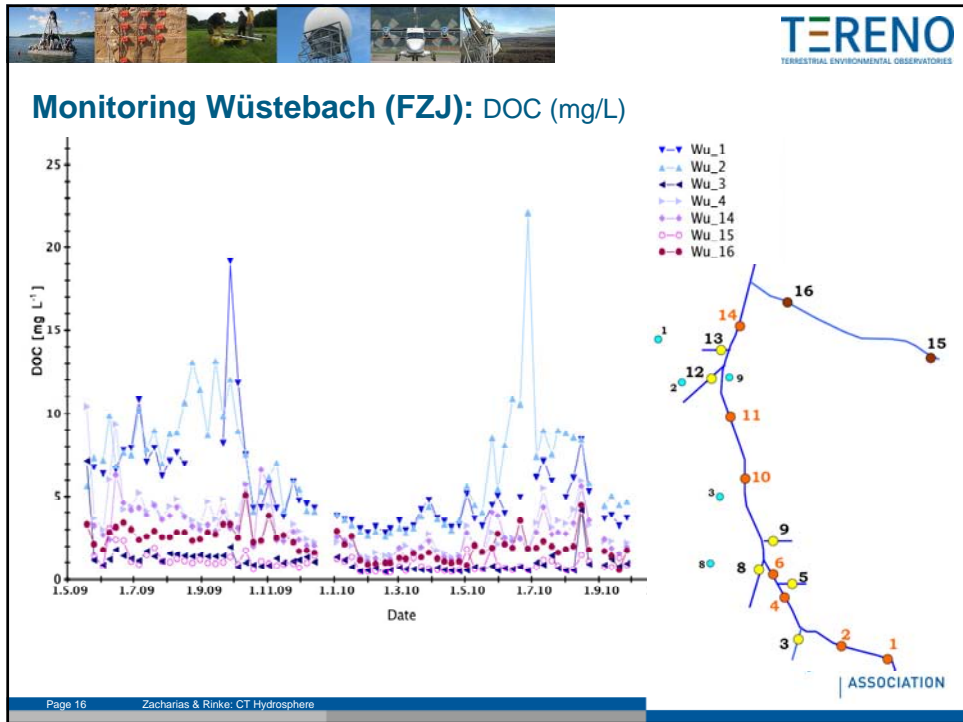 TERENO
TERRESTRIAL ENVIRONMENTAL OBSERVATORIES
Monitoring Wüstebach (FZJ): DOC (mg/L)
25
20
15
10
5
0
DOC [mg L-1]
1.5.09 1.7.09 1.9.09 1.11.09 1.1.10 1.3.10 1.5.10 1.7.10 1.9.10
Date
Wu_1
Wu_2
Wu_3
Wu_4
Wu_14
Wu_15
Wu_16
16
14
1
13
15
12
9
2
11
10
3
9
8
8
6
5
4
3
2
1
ASSOCIATION
Page 16 Zacharias & Rinke: CT Hydrosphere